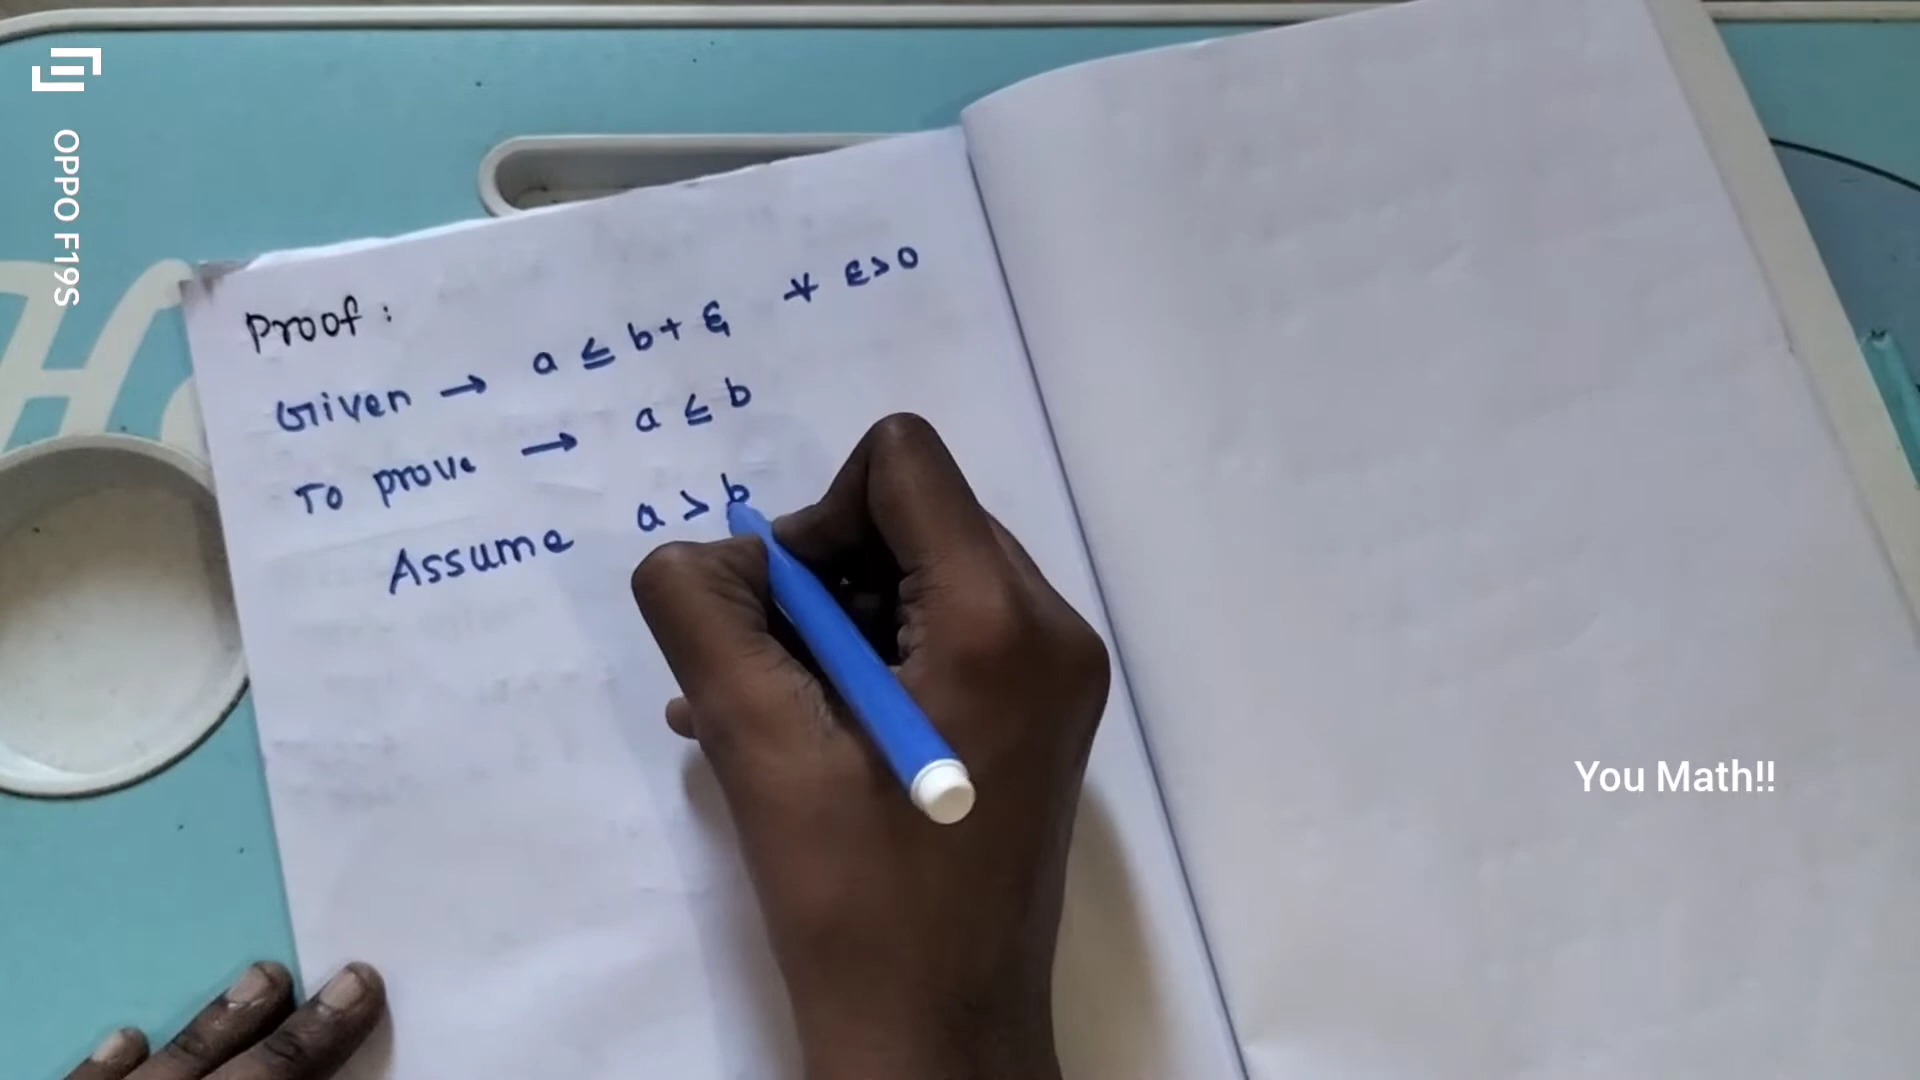 OPPO F19S
Proof :
Given → a ≤ b + ε ∀ ε > 0
To prove → a ≤ b
Assume a > b
You Math!!